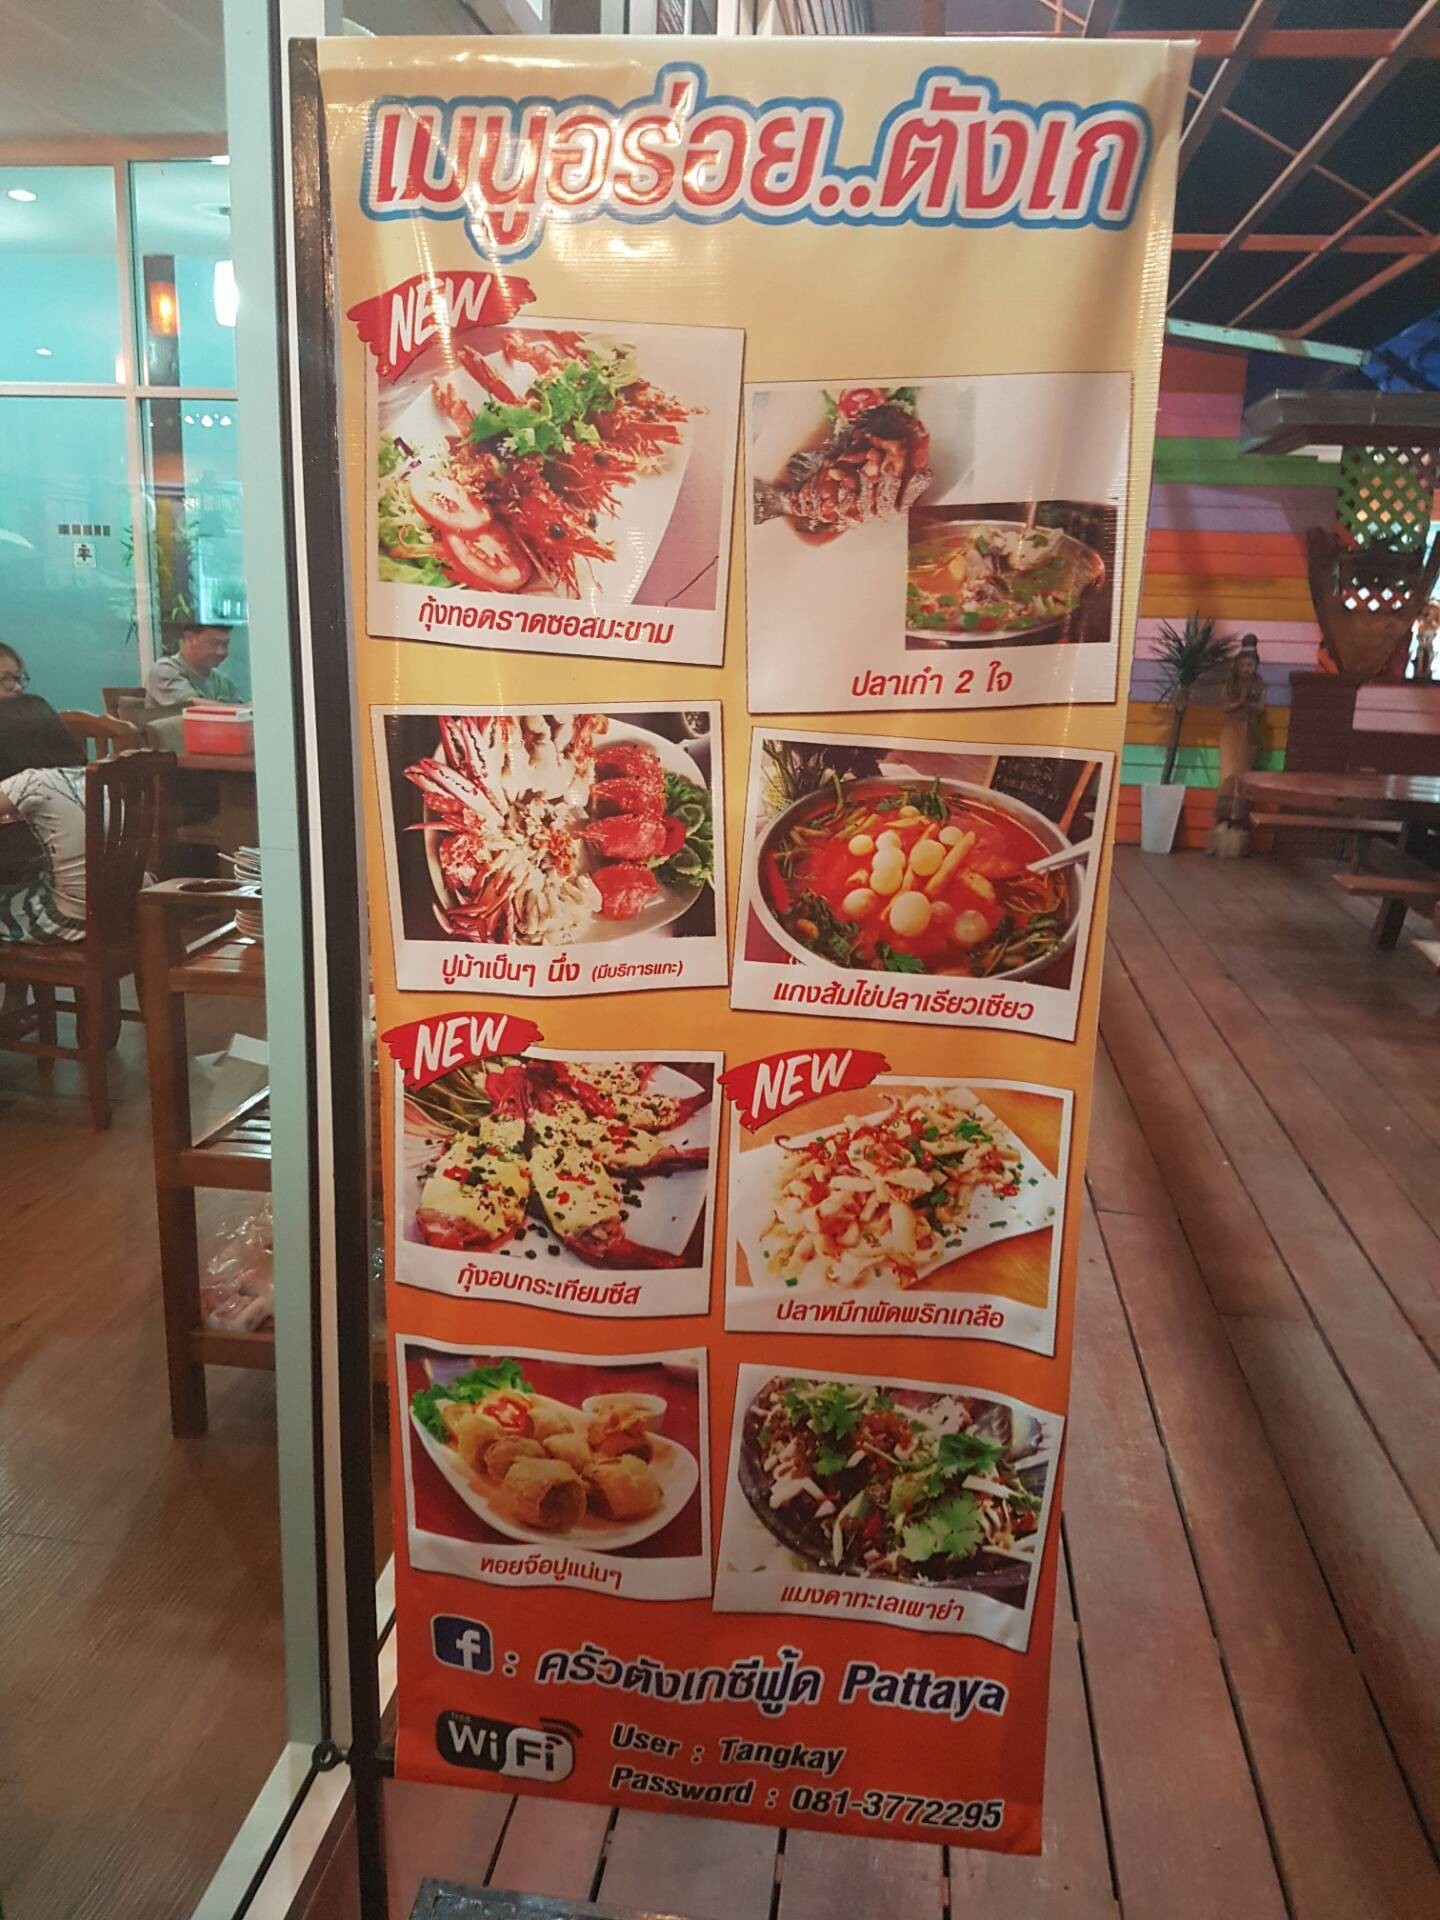 เมนูอร่อย..ตังเก
NEW
กุ้งทอดราดซอสมะขาม
ปลาเก๋า 2 ใจ
ปูม้าเป็นๆ นึ่ง (มีบริการแกะ)
แกงส้มไข่ปลาเรียวเซียว
NEW
กุ้งอบกระเทียมชีส
NEW
ปลาหมึกผัดพริกเกลือ
หอยจ๊อปูแน่นๆ
แมงดาทะเลเผายำ
f : ครัวตังเกซีฟู้ด Pattaya
WiFi
User : Tangkay
Password : 081-3772295